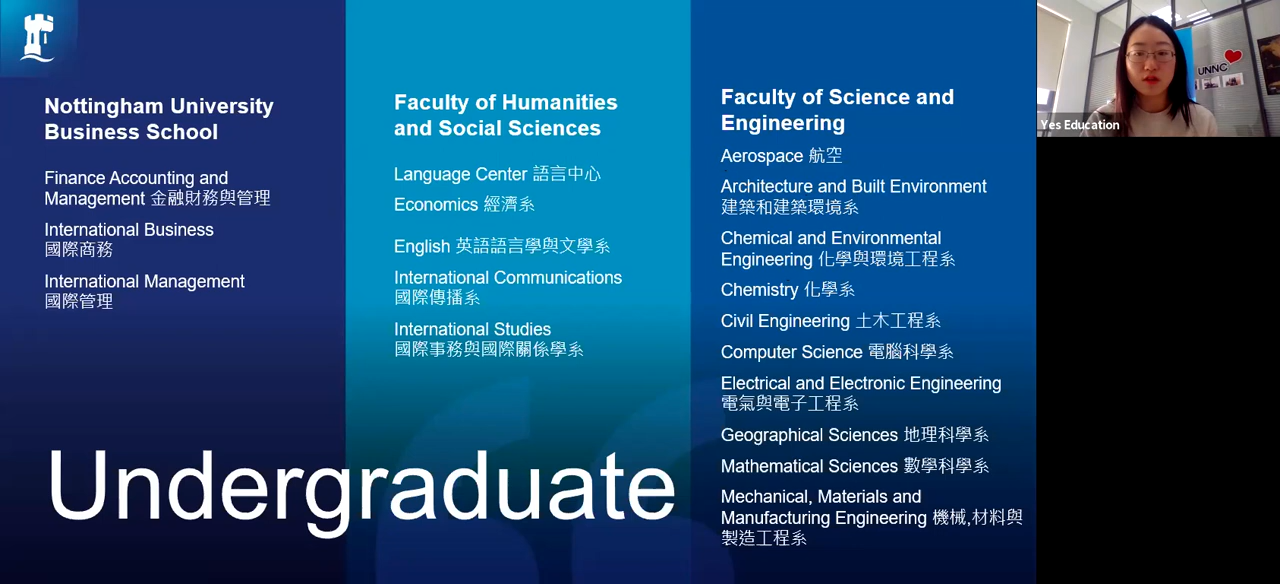 Nottingham University
Business School
Finance Accounting and
Management 金融財務與管理
International Business
國際商務
International Management
國際管理
Faculty of Humanities
and Social Sciences
Language Center 語言中心
Economics 經濟系
English 英語語言學與文學系
International Communications
國際傳播系
International Studies
國際事務與國際關係學系
Faculty of Science and
Engineering
Aerospace 航空
Architecture and Built Environment
建築和建築環境系
Chemical and Environmental
Engineering 化學與環境工程系
Chemistry 化學系
Civil Engineering 土木工程系
Computer Science 電腦科學系
Electrical and Electronic Engineering
電氣與電子工程系
Geographical Sciences 地理科學系
Mathematical Sciences 數學科學系
Mechanical, Materials and
Manufacturing Engineering 機械,材料與
製造工程系
Undergraduate
UNNC
Yes Education